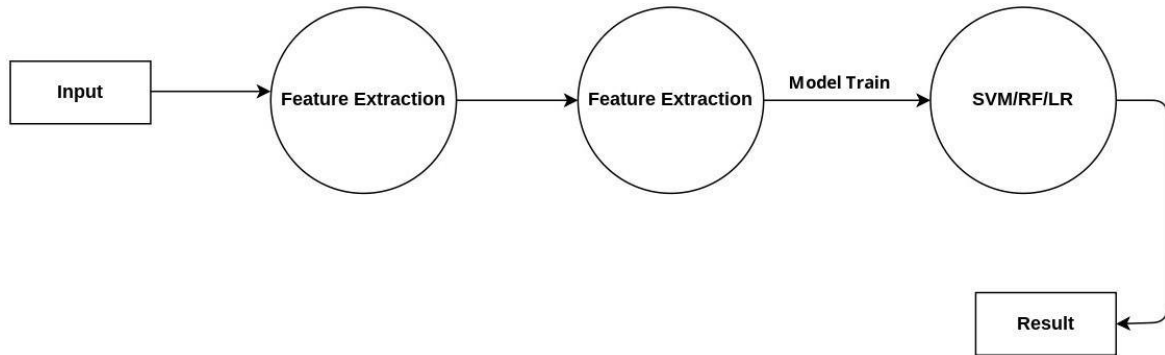 Input
Feature Extraction
Feature Extraction
Model Train
SVM/RF/LR
Result